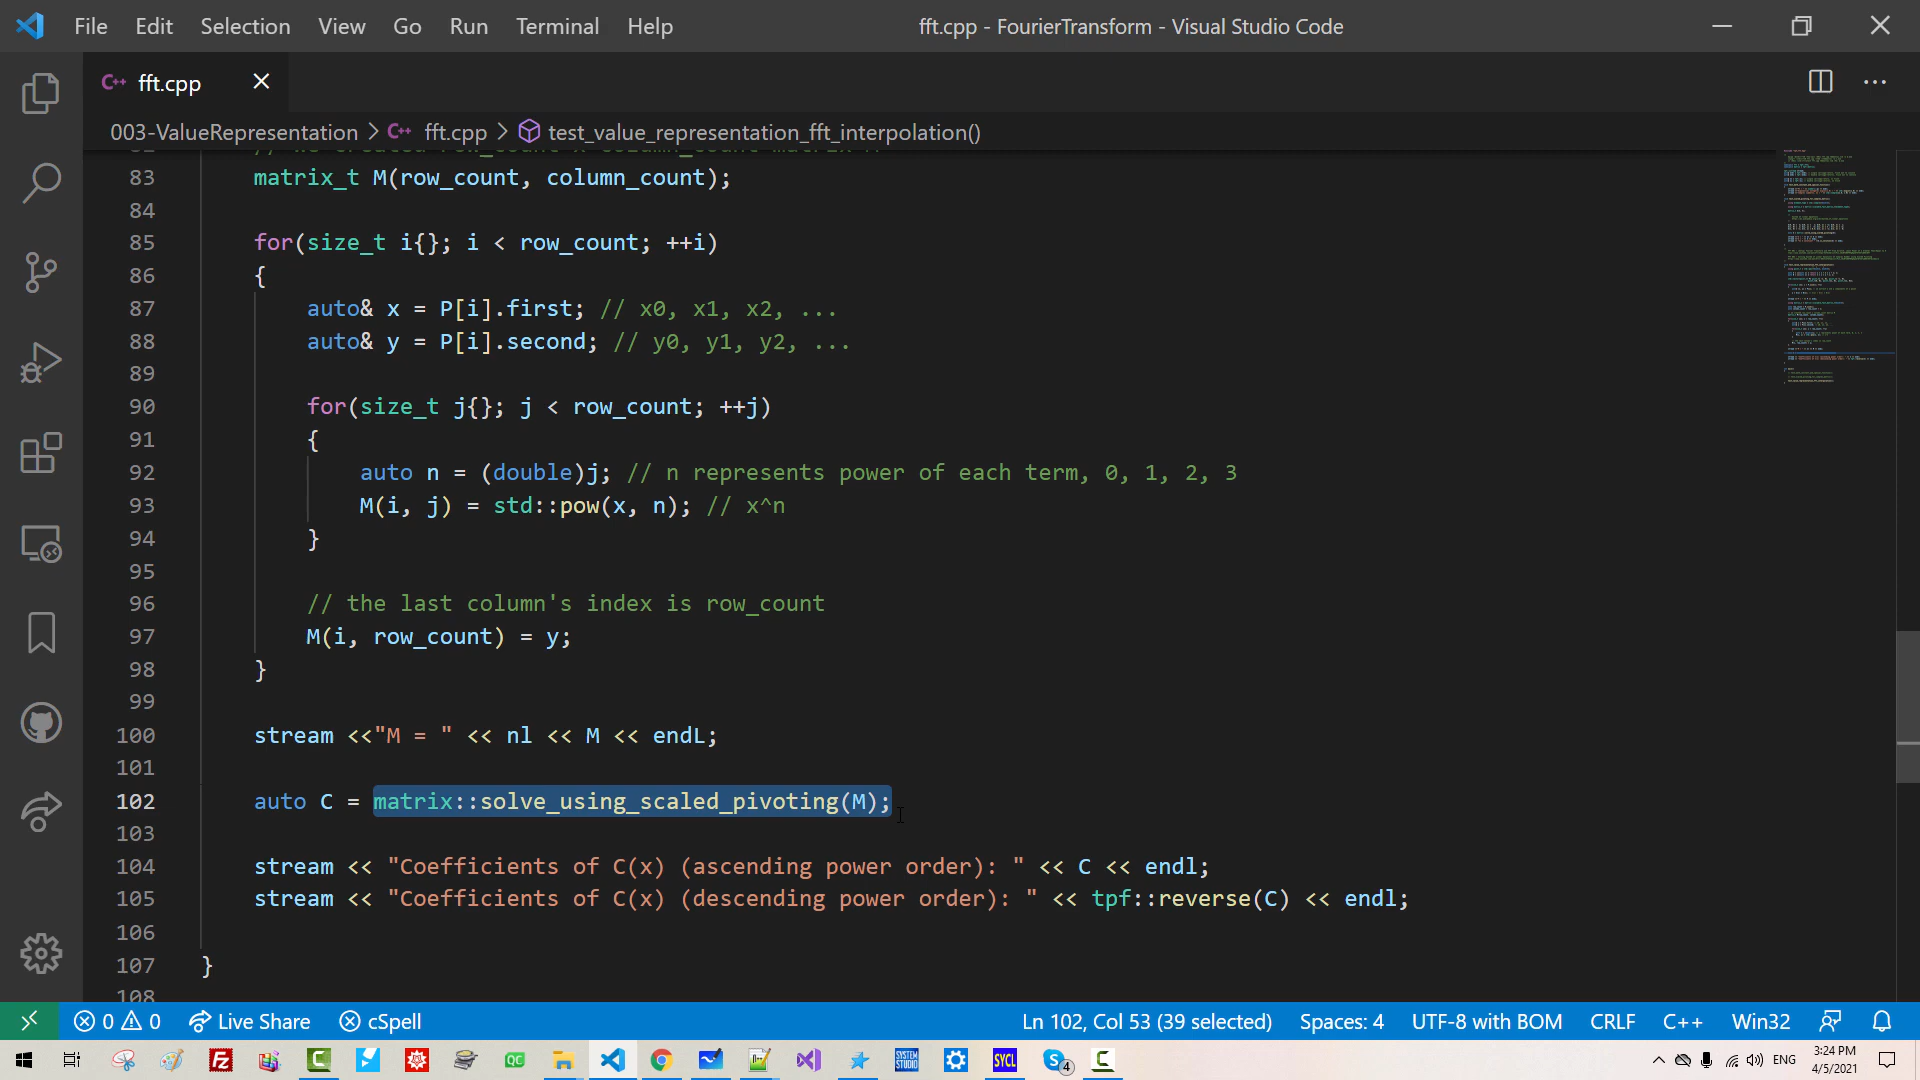 File Edit Selection View Go Run Terminal Help fft.cpp - FourierTransform - Visual Studio Code
C++ fft.cpp
003-ValueRepresentation > C++ fft.cpp > test_value_representation_fft_interpolation()
83 matrix_t M(row_count, column_count);
84
85 for(size_t i{}; i < row_count; ++i)
86 {
87 auto& x = P[i].first; // x0, x1, x2, ...
88 auto& y = P[i].second; // y0, y1, y2, ...
89
90 for(size_t j{}; j < row_count; ++j)
91 {
92 auto n = (double)j; // n represents power of each term, 0, 1, 2, 3
93 M(i, j) = std::pow(x, n); // x^n
94 }
95
96 // the last column's index is row_count
97 M(i, row_count) = y;
98 }
99
100 stream <<"M = " << nl << M << endL;
101
102 auto C = matrix::solve_using_scaled_pivoting(M);
103
104 stream << "Coefficients of C(x) (ascending power order): " << C << endl;
105 stream << "Coefficients of C(x) (descending power order): " << tpf::reverse(C) << endl;
106
107 }
108
0 0 Live Share cSpell Ln 102, Col 53 (39 selected) Spaces: 4 UTF-8 with BOM CRLF C++ Win32
QC SYSTEM STUDIO SYCL 4 ENG 3:24 PM
4/5/2021